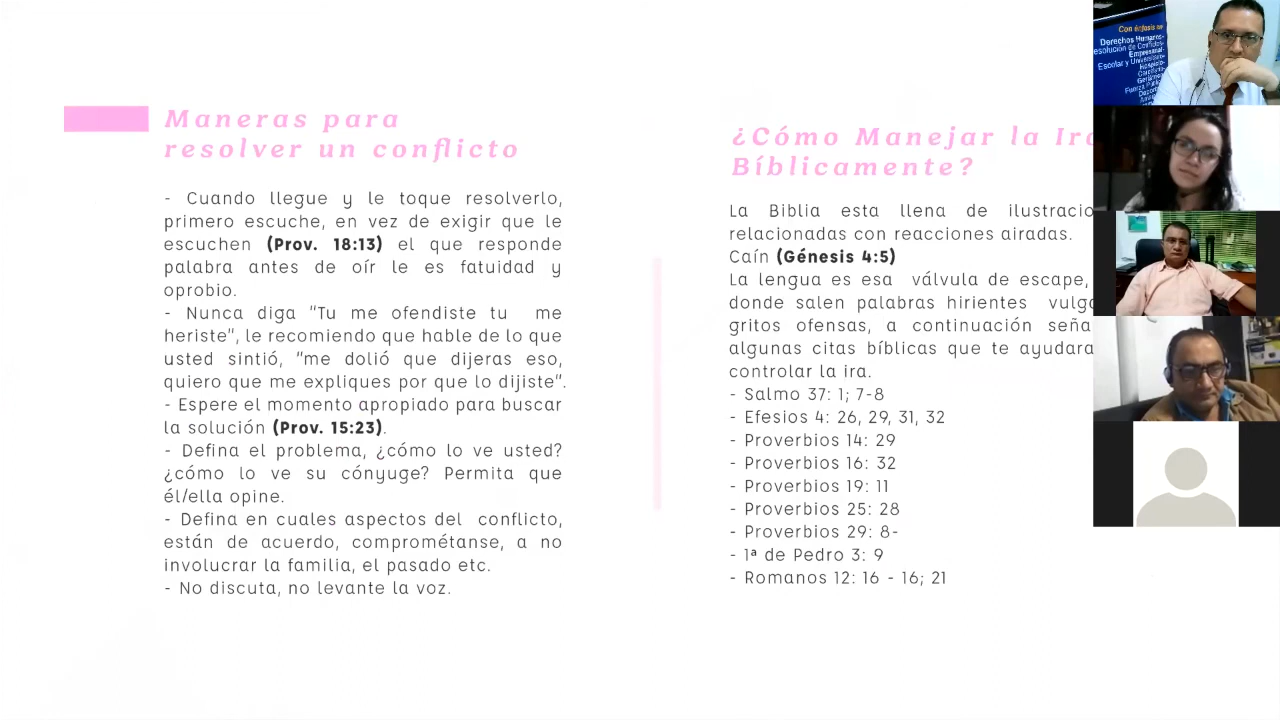 Maneras para
resolver un conflicto
- Cuando llegue y le toque resolverlo,
primero escuche, en vez de exigir que le
escuchen (Prov. 18:13) el que responde
palabra antes de oír le es fatuidad y
oprobio.
- Nunca diga "Tu me ofendiste tu me
heriste", le recomiendo que hable de lo que
usted sintió, "me dolió que dijeras eso,
quiero que me expliques por que lo dijiste".
- Espere el momento apropiado para buscar
la solución (Prov. 15:23).
- Defina el problema, ¿cómo lo ve usted?
¿cómo lo ve su cónyuge? Permita que
él/ella opine.
- Defina en cuales aspectos del conflicto,
están de acuerdo, comprométanse, a no
involucrar la familia, el pasado etc.
- No discuta, no levante la voz.
¿Cómo Manejar la Ira
Bíblicamente?
La Biblia esta llena de ilustracio
relacionadas con reacciones airadas.
Caín (Génesis 4:5)
La lengua es esa válvula de escape,
donde salen palabras hirientes vulg
gritos ofensas, a continuación seña
algunas citas bíblicas que te ayudara
controlar la ira.
- Salmo 37: 1; 7-8
- Efesios 4: 26, 29, 31, 32
- Proverbios 14: 29
- Proverbios 16: 32
- Proverbios 19: 11
- Proverbios 25: 28
- Proverbios 29: 8-
- 1ª de Pedro 3: 9
- Romanos 12: 16 - 16; 21
Con énfasis en
Derechos Humanos-
Empresarial-
Escolar y
Fuerza